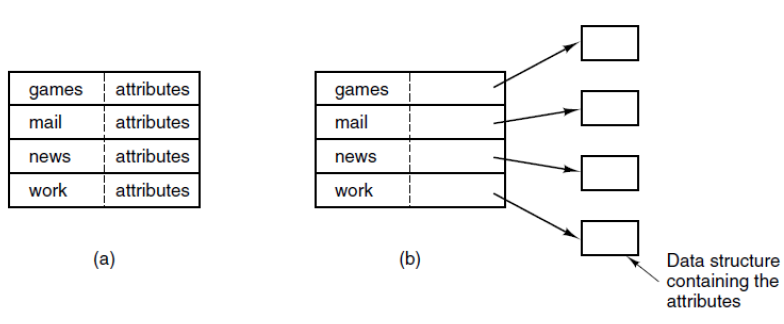 games attributes
mail attributes
news attributes
work attributes
(a)
games
mail
news
work
(b)
Data structure
containing the
attributes